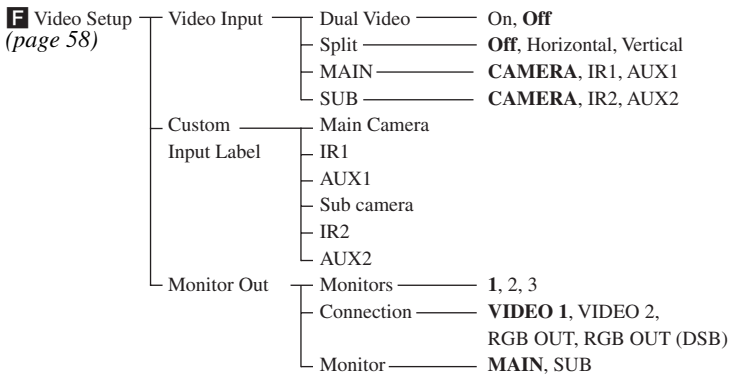 F Video Setup Video Input Dual Video On, Off
(page 58) Split Off, Horizontal, Vertical
MAIN CAMERA, IR1, AUX1
SUB CAMERA, IR2, AUX2
Custom Main Camera
Input Label IR1
AUX1
Sub camera
IR2
AUX2
Monitor Out Monitors 1, 2, 3
Connection VIDEO 1, VIDEO 2,
RGB OUT, RGB OUT (DSB)
Monitor MAIN, SUB